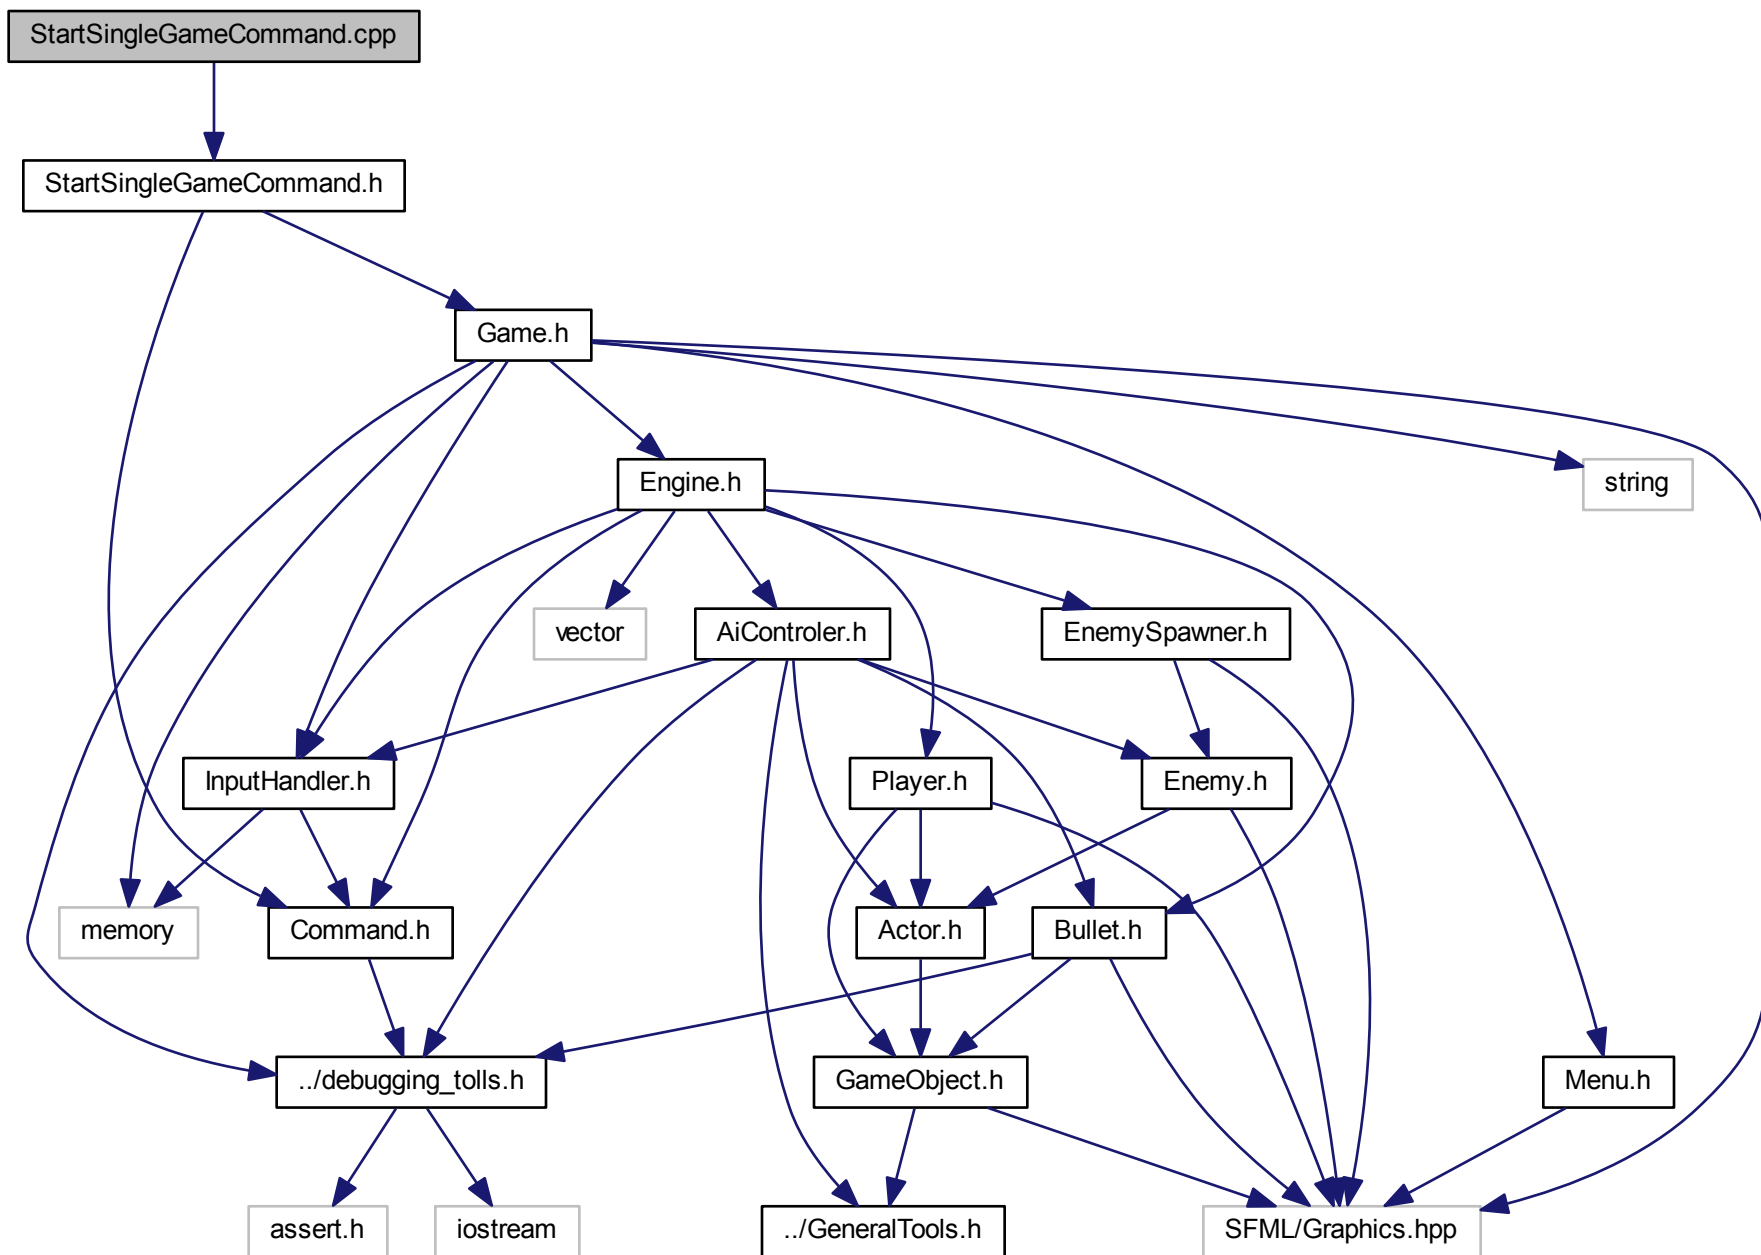 StartSingleGameCommand.cpp
StartSingleGameCommand.h
Game.h
Engine.h
string
vector
AiControler.h
EnemySpawner.h
InputHandler.h
Player.h
Enemy.h
memory
Command.h
Actor.h
Bullet.h
../debugging_tolls.h
GameObject.h
Menu.h
assert.h
iostream
../GeneralTools.h
SFML/Graphics.hpp